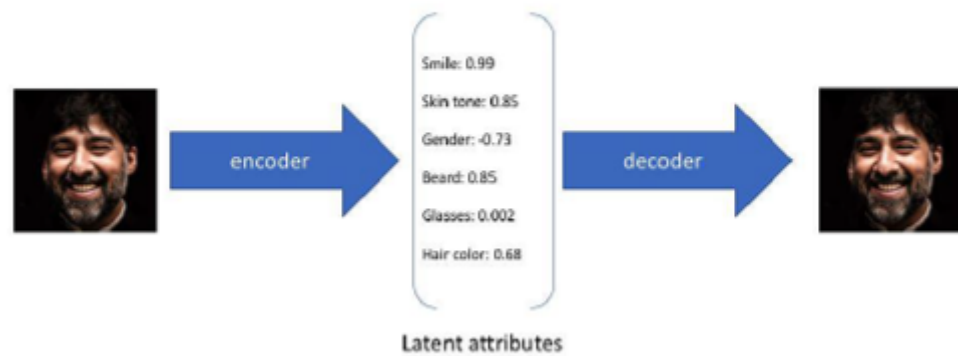 encoder
Smile: 0.99
Skin tone: 0.85
Gender: -0.73
Beard: 0.85
Glasses: 0.002
Hair color: 0.68
decoder
Latent attributes